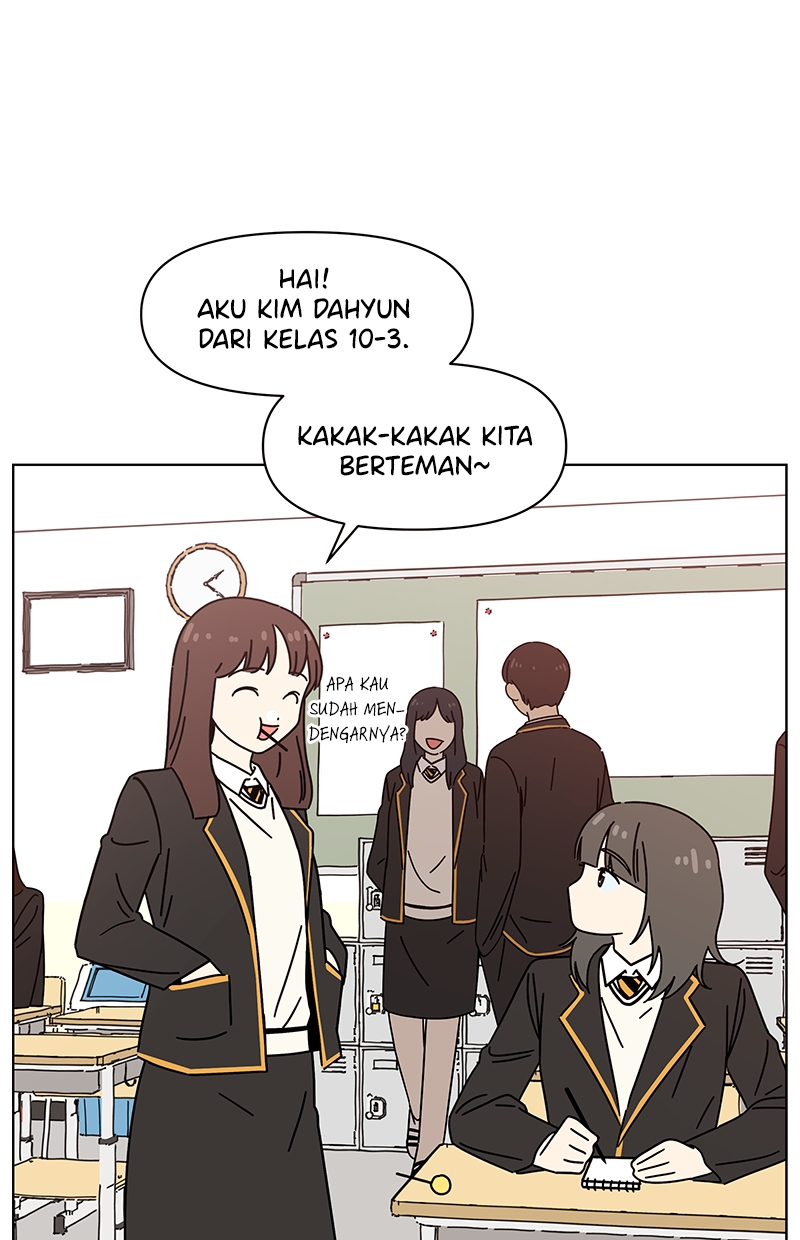 HAI!
AKU KIM DAHYUN
DARI KELAS 10-3.
KAKAK-KAKAK KITA
BERTEMAN~
APA KAU
SUDAH MEN-
DENGARNYA?